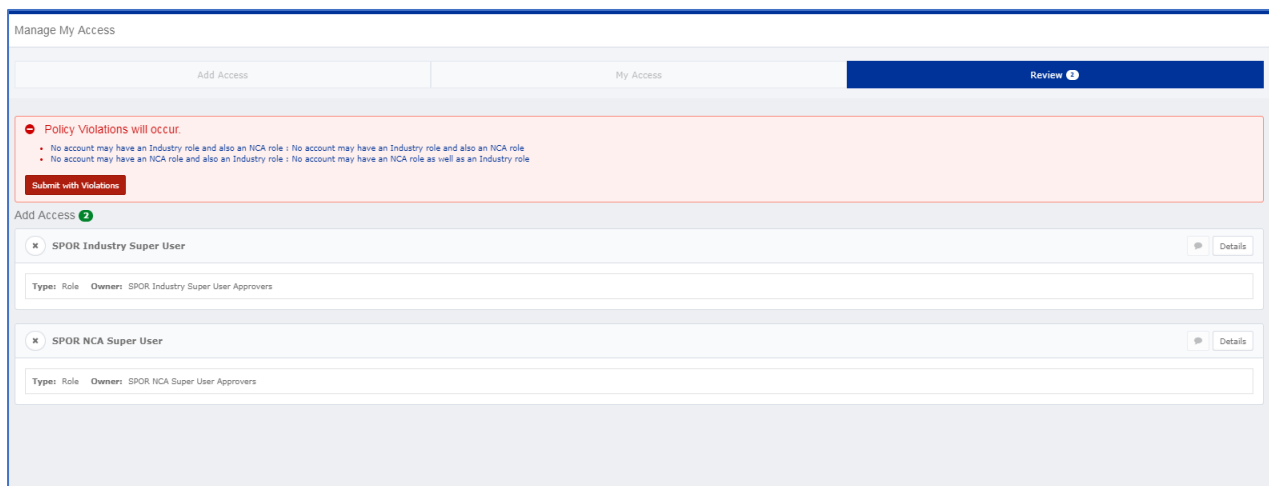 Manage My Access
Add Access
My Access
Review 2
Policy Violations will occur.
No account may have an Industry role and also an NCA role : No account may have an Industry role and also an NCA role
No account may have an NCA role and also an Industry role : No account may have an NCA role as well as an Industry role
Submit with Violations
Add Access 2
SPOR Industry Super User
Details
Type: Role Owner: SPOR Industry Super User Approvers
SPOR NCA Super User
Details
Type: Role Owner: SPOR NCA Super User Approvers